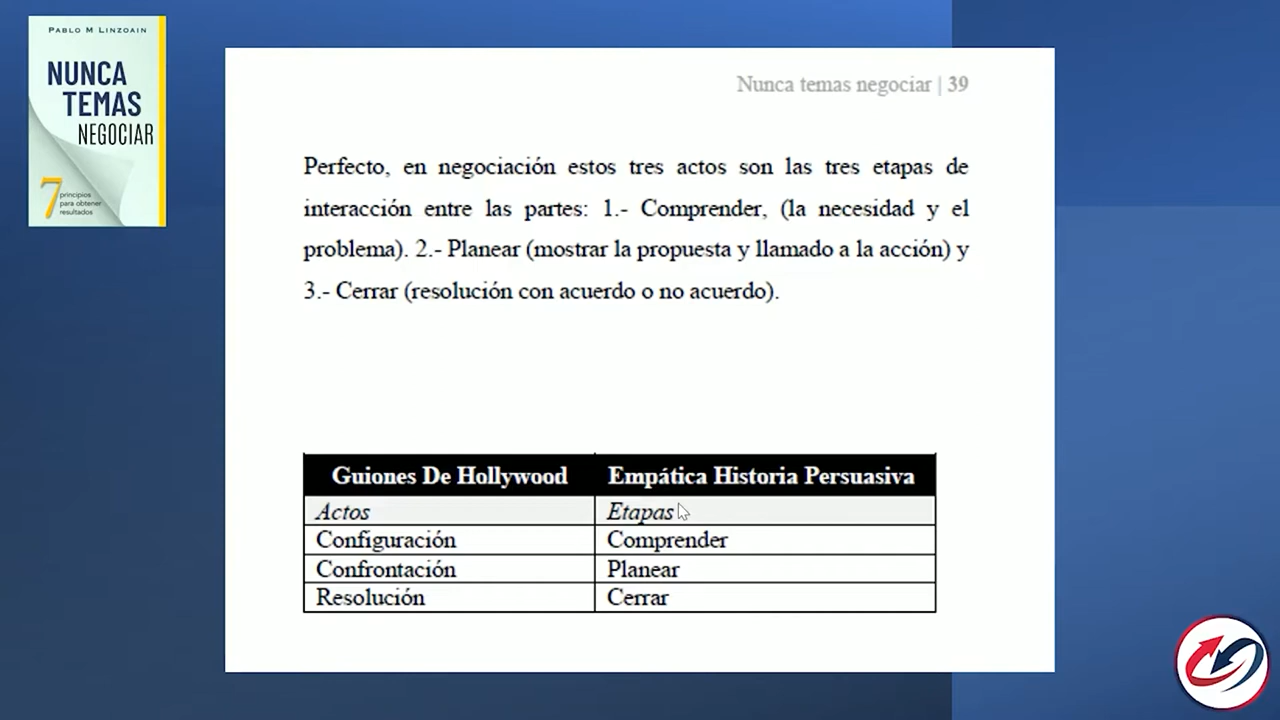 PABLO M LINZOAIN
NUNCA
TEMAS
NEGOCIAR
7
principios
para obtener
resultados
Nunca temas negociar | 39
Perfecto, en negociación estos tres actos son las tres etapas de
interacción entre las partes: 1.- Comprender, (la necesidad y el
problema). 2.- Planear (mostrar la propuesta y llamado a la acción) y
3.- Cerrar (resolución con acuerdo o no acuerdo).
Guiones De Hollywood Empática Historia Persuasiva
Actos Etapas
Configuración Comprender
Confrontación Planear
Resolución Cerrar